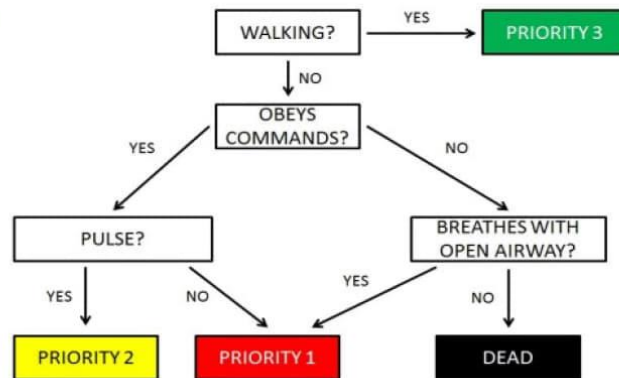 WALKING?
YES
PRIORITY 3
NO
OBEYS
COMMANDS?
YES
NO
PULSE?
BREATHES WITH
OPEN AIRWAY?
YES
NO
YES
NO
PRIORITY 2
PRIORITY 1
DEAD